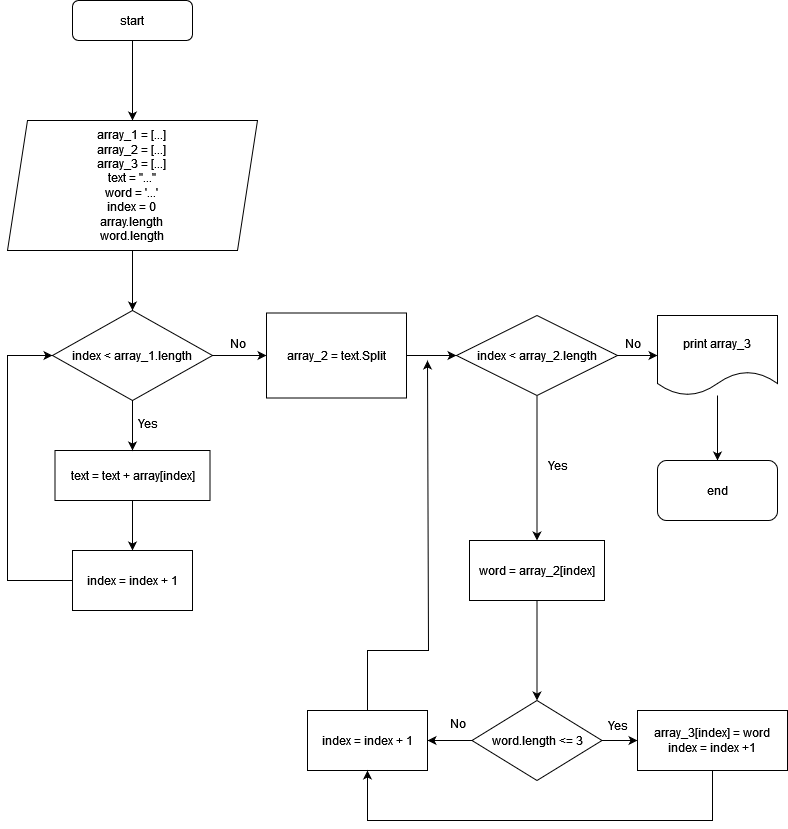 start
array_1 = [...]
array_2 = [...]
array_3 = [...]
text = "..."
word = '...'
index = 0
array.length
word.length
index < array_1.length
No
array_2 = text.Split
index < array_2.length
No
print array_3
Yes
text = text + array[index]
Yes
end
index = index + 1
word = array_2[index]
index = index + 1
No
word.length <= 3
Yes
array_3[index] = word
index = index +1